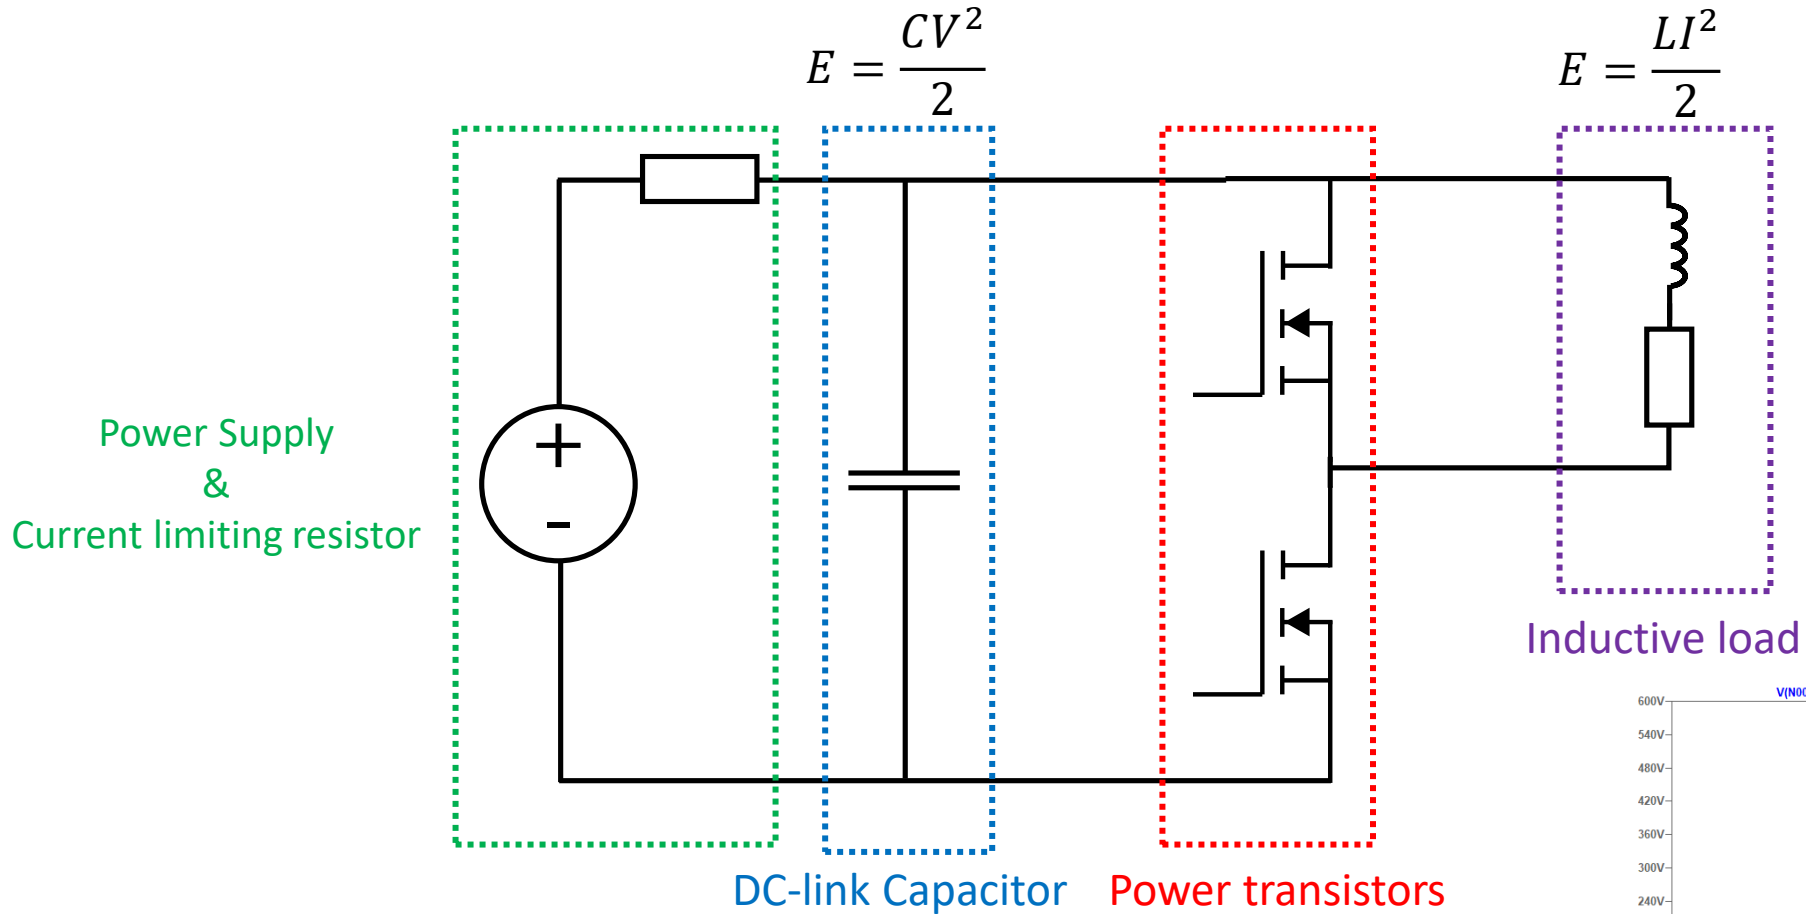 E = CV²/2
E = LI²/2
+
-
Power Supply
&
Current limiting resistor
Inductive load
DC-link Capacitor
Power transistors
600V
540V
480V
420V
360V
300V
240V